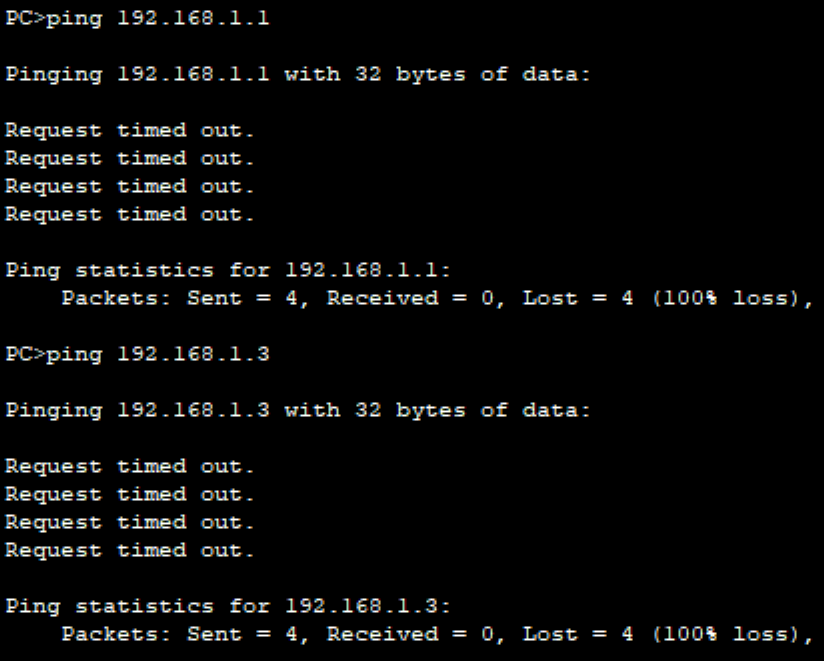 PC>ping 192.168.1.1
Pinging 192.168.1.1 with 32 bytes of data:
Request timed out.
Request timed out.
Request timed out.
Request timed out.
Ping statistics for 192.168.1.1:
Packets: Sent = 4, Received = 0, Lost = 4 (100% loss),
PC>ping 192.168.1.3
Pinging 192.168.1.3 with 32 bytes of data:
Request timed out.
Request timed out.
Request timed out.
Request timed out.
Ping statistics for 192.168.1.3:
Packets: Sent = 4, Received = 0, Lost = 4 (100% loss),